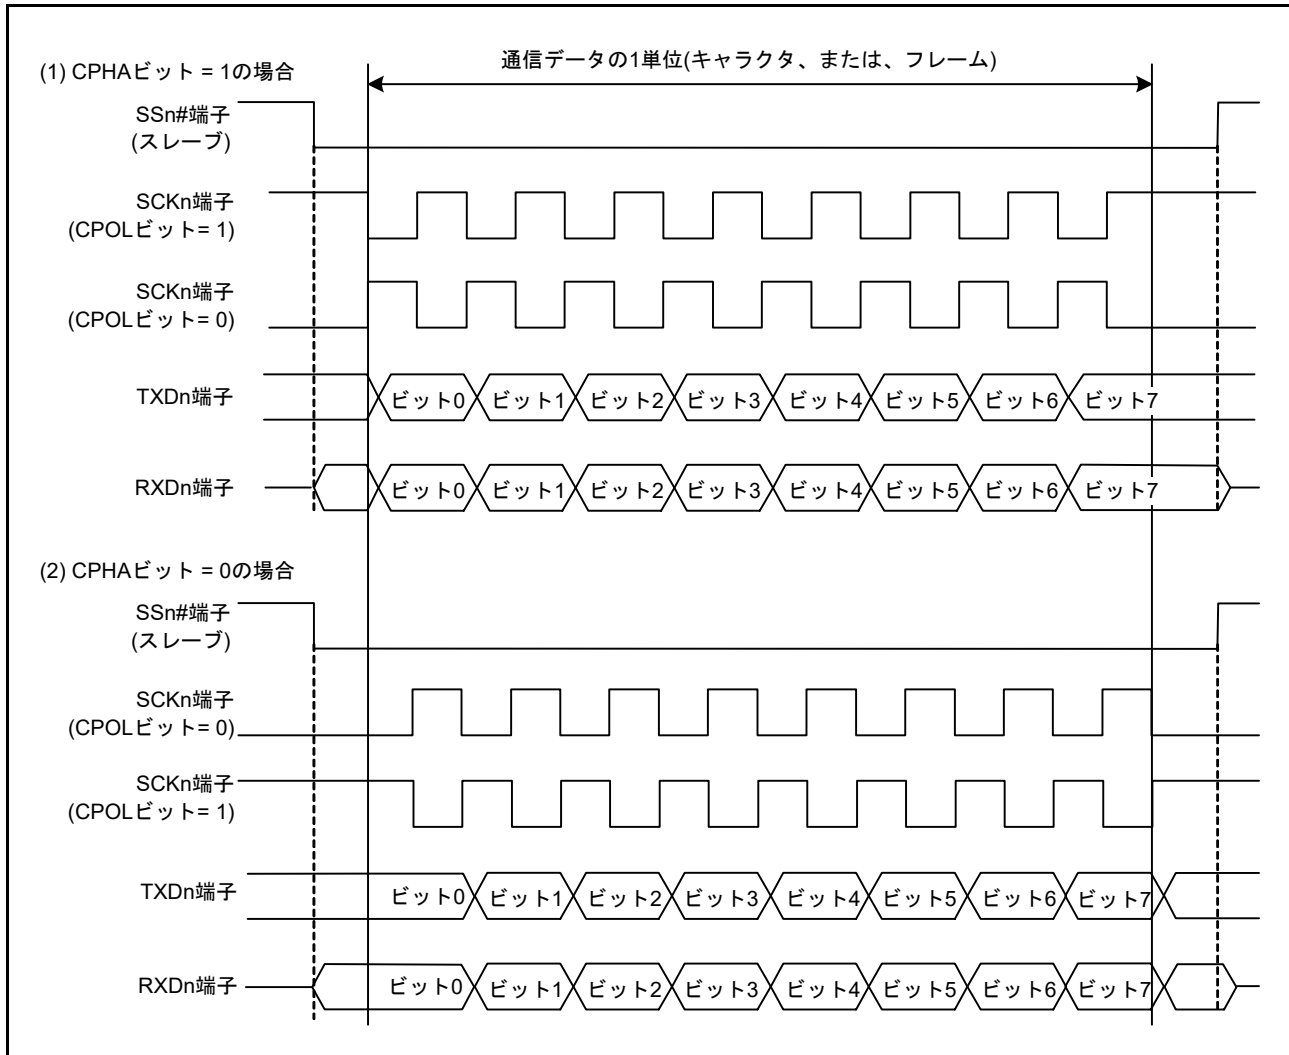 通信データの1単位(キャラクタ、または、フレーム)
(1) CPHAビット = 1の場合
SSn#端子
(スレーブ)
SCKn端子
(CPOLビット= 1)
SCKn端子
(CPOLビット= 0)
TXDn端子
ビット0 ビット1 ビット2 ビット3 ビット4 ビット5 ビット6 ビット7
RXDn端子
ビット0 ビット1 ビット2 ビット3 ビット4 ビット5 ビット6 ビット7
(2) CPHAビット = 0の場合
SSn#端子
(スレーブ)
SCKn端子
(CPOLビット= 0)
SCKn端子
(CPOLビット= 1)
TXDn端子
ビット0 ビット1 ビット2 ビット3 ビット4 ビット5 ビット6 ビット7
RXDn端子
ビット0 ビット1 ビット2 ビット3 ビット4 ビット5 ビット6 ビット7